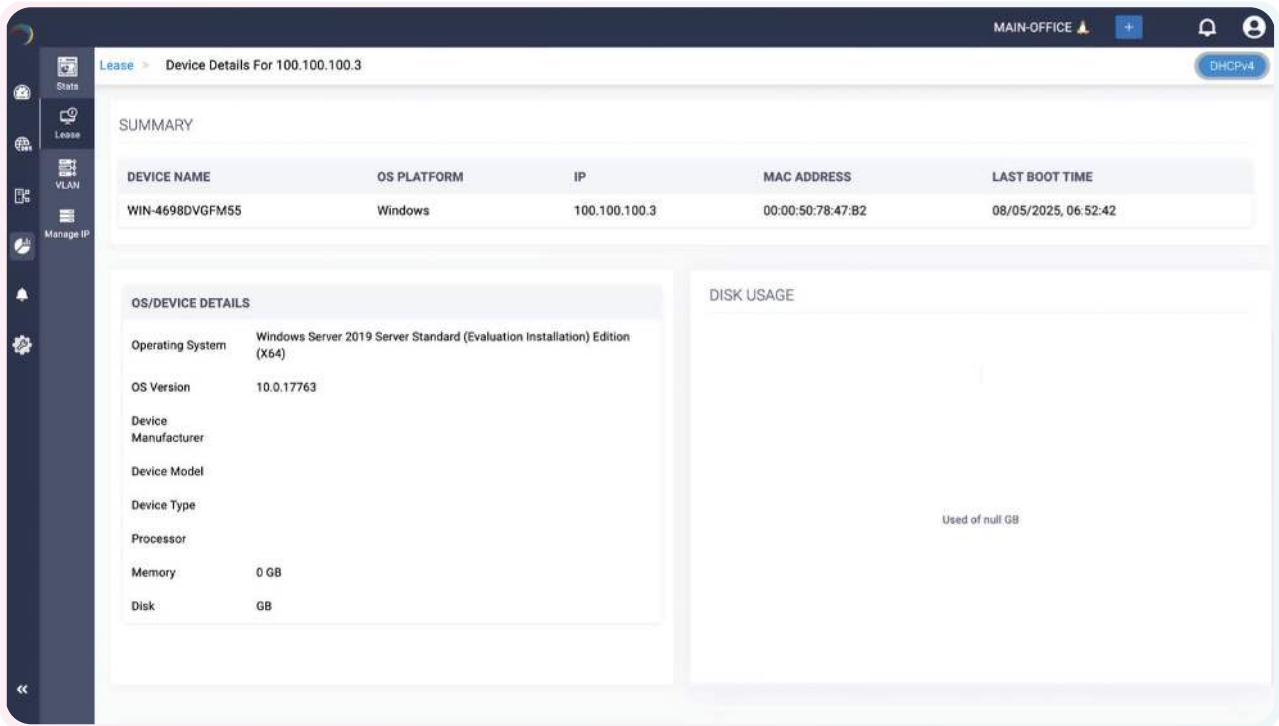 MAIN-OFFICE
+
Stats
Lease
VLAN
Manage IP
Lease > Device Details For 100.100.100.3
DHCPv4
SUMMARY
DEVICE NAME OS PLATFORM IP MAC ADDRESS LAST BOOT TIME
WIN-4698DVGFM55 Windows 100.100.100.3 00:00:50:78:47:B2 08/05/2025, 06:52:42
OS/DEVICE DETAILS
Operating System Windows Server 2019 Server Standard (Evaluation Installation) Edition
(X64)
OS Version 10.0.17763
Device
Manufacturer
Device Model
Device Type
Processor
Memory 0 GB
Disk GB
DISK USAGE
Used of null GB